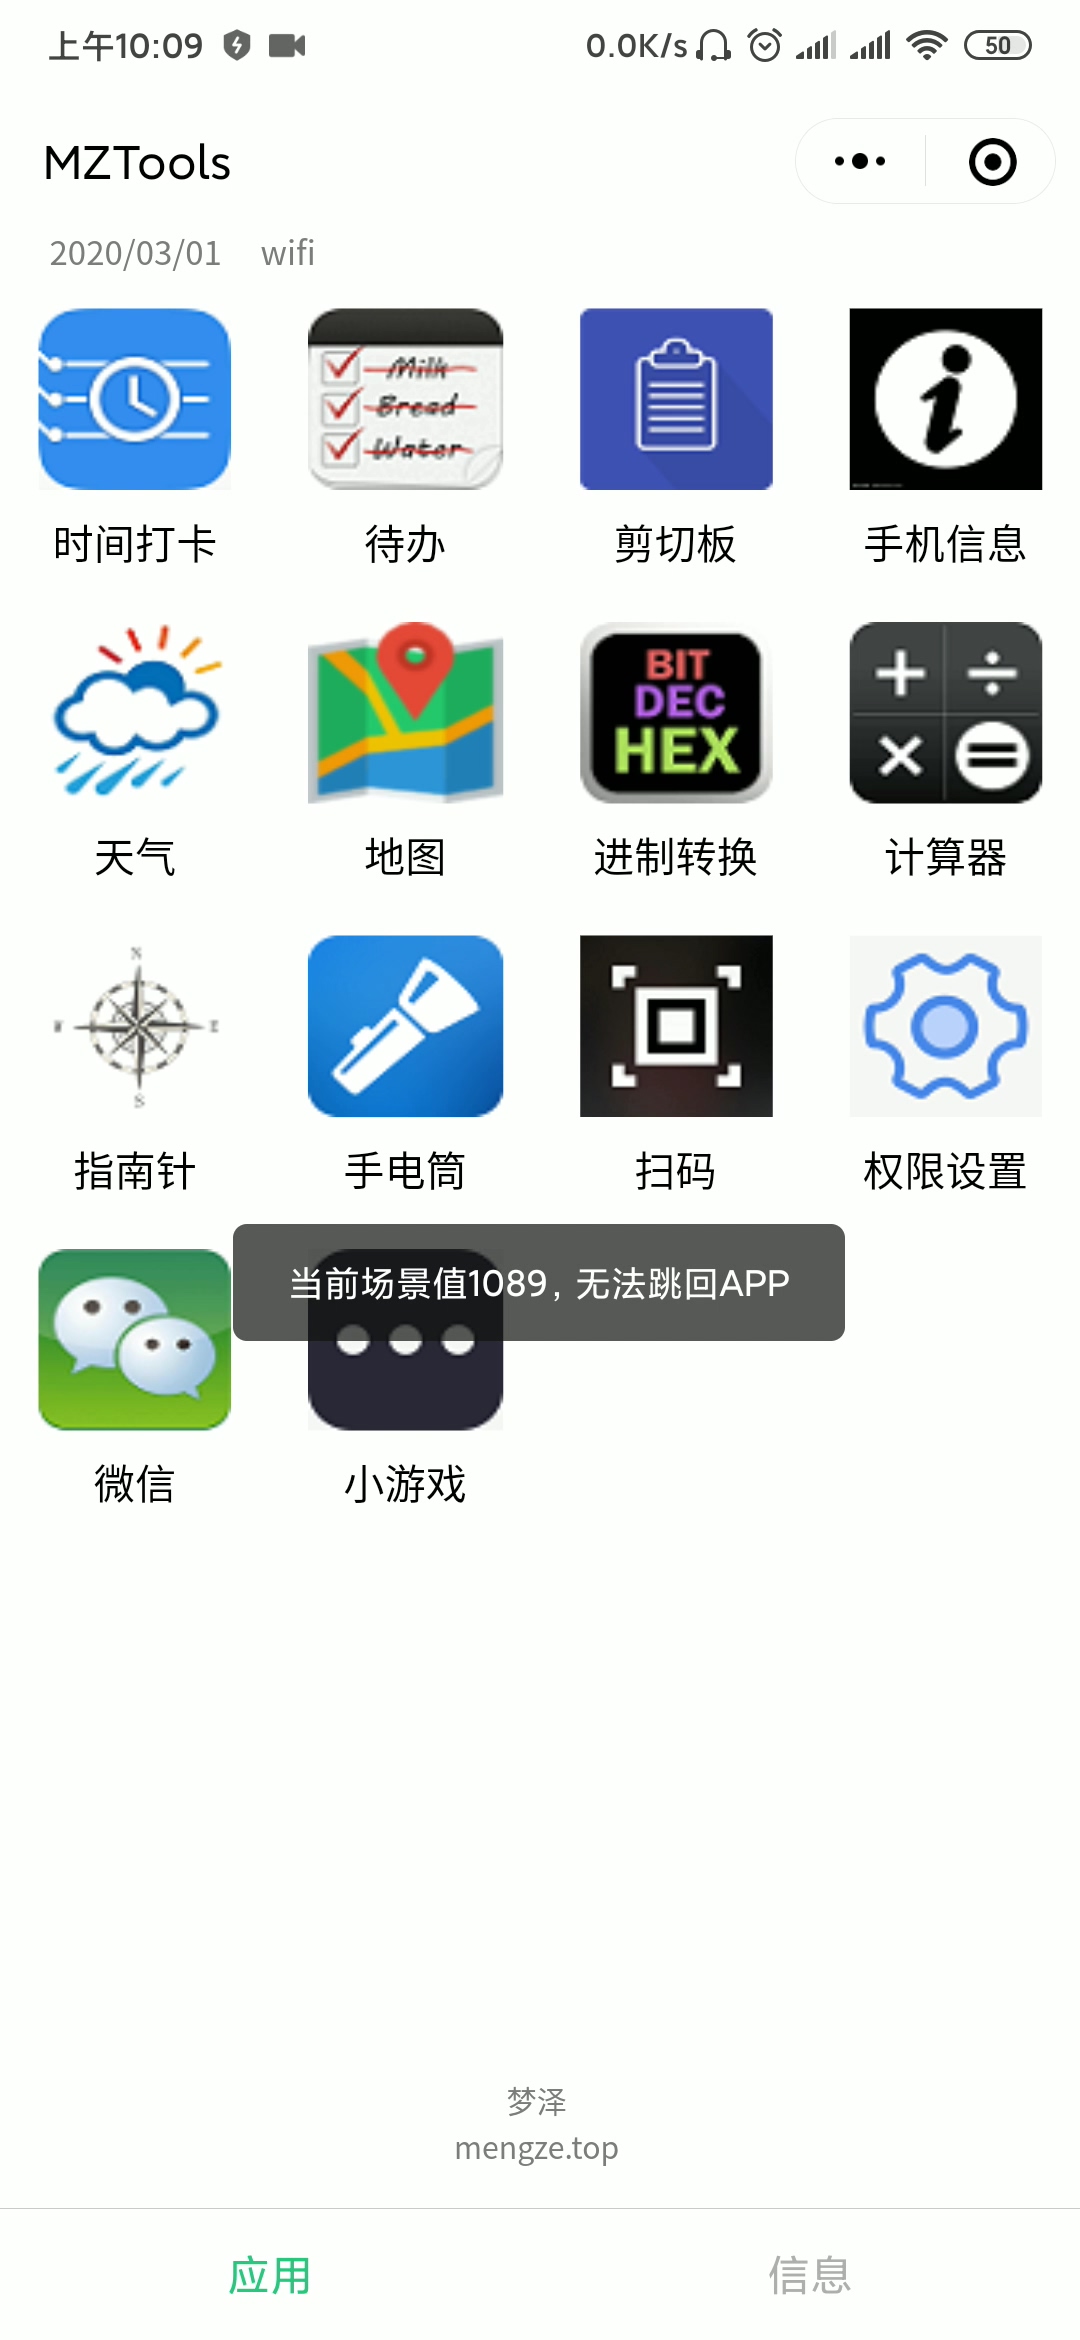 上午10:09
0.0K/s
50
MZTools
2020/03/01 wifi
Milk
Bread
Water
时间打卡
待办
剪切板
手机信息
BIT
DEC
HEX
天气
地图
进制转换
计算器
N
W
E
S
指南针
手电筒
扫码
权限设置
当前场景值1089，无法跳回APP
微信
小游戏
梦泽
mengze.top
应用
信息